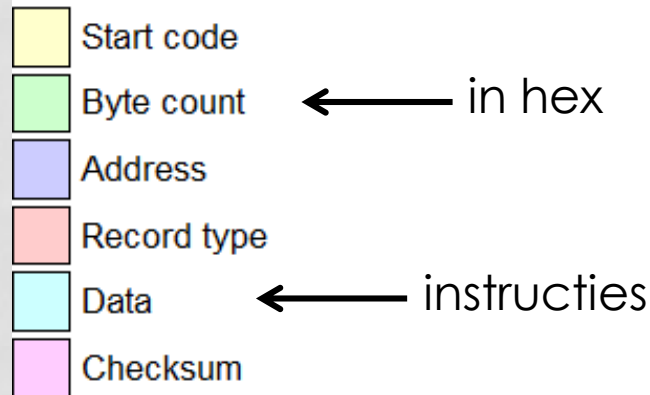 Start code
Byte count in hex
Address
Record type
Data instructies
Checksum